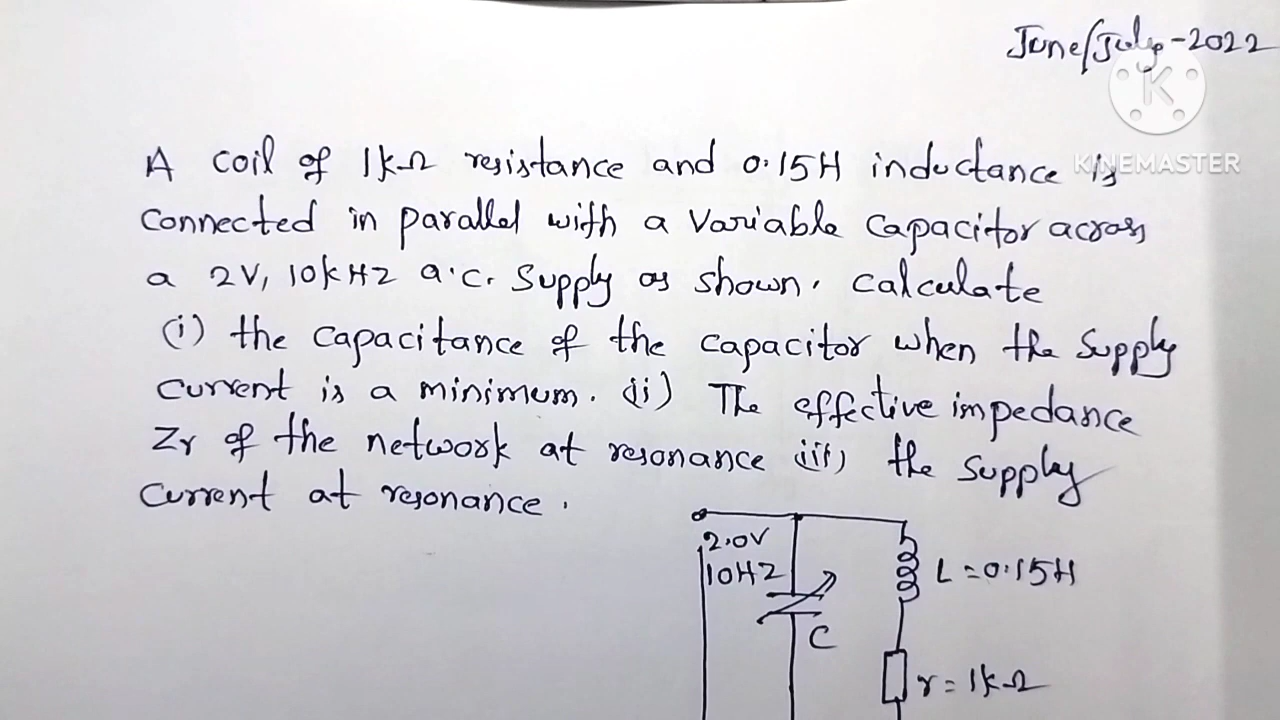 June/July-2022
K
KINEMASTER
A coil of 1kΩ resistance and 0.15H inductance is
connected in parallel with a variable capacitor across
a 2V, 10kHz a.c. supply as shown. calculate
(i) the capacitance of the capacitor when the supply
current is a minimum. (ii) The effective impedance
Zr of the network at resonance (iii) the supply
current at resonance.
2.0V
10Hz
L=0.15H
C
r=1kΩ